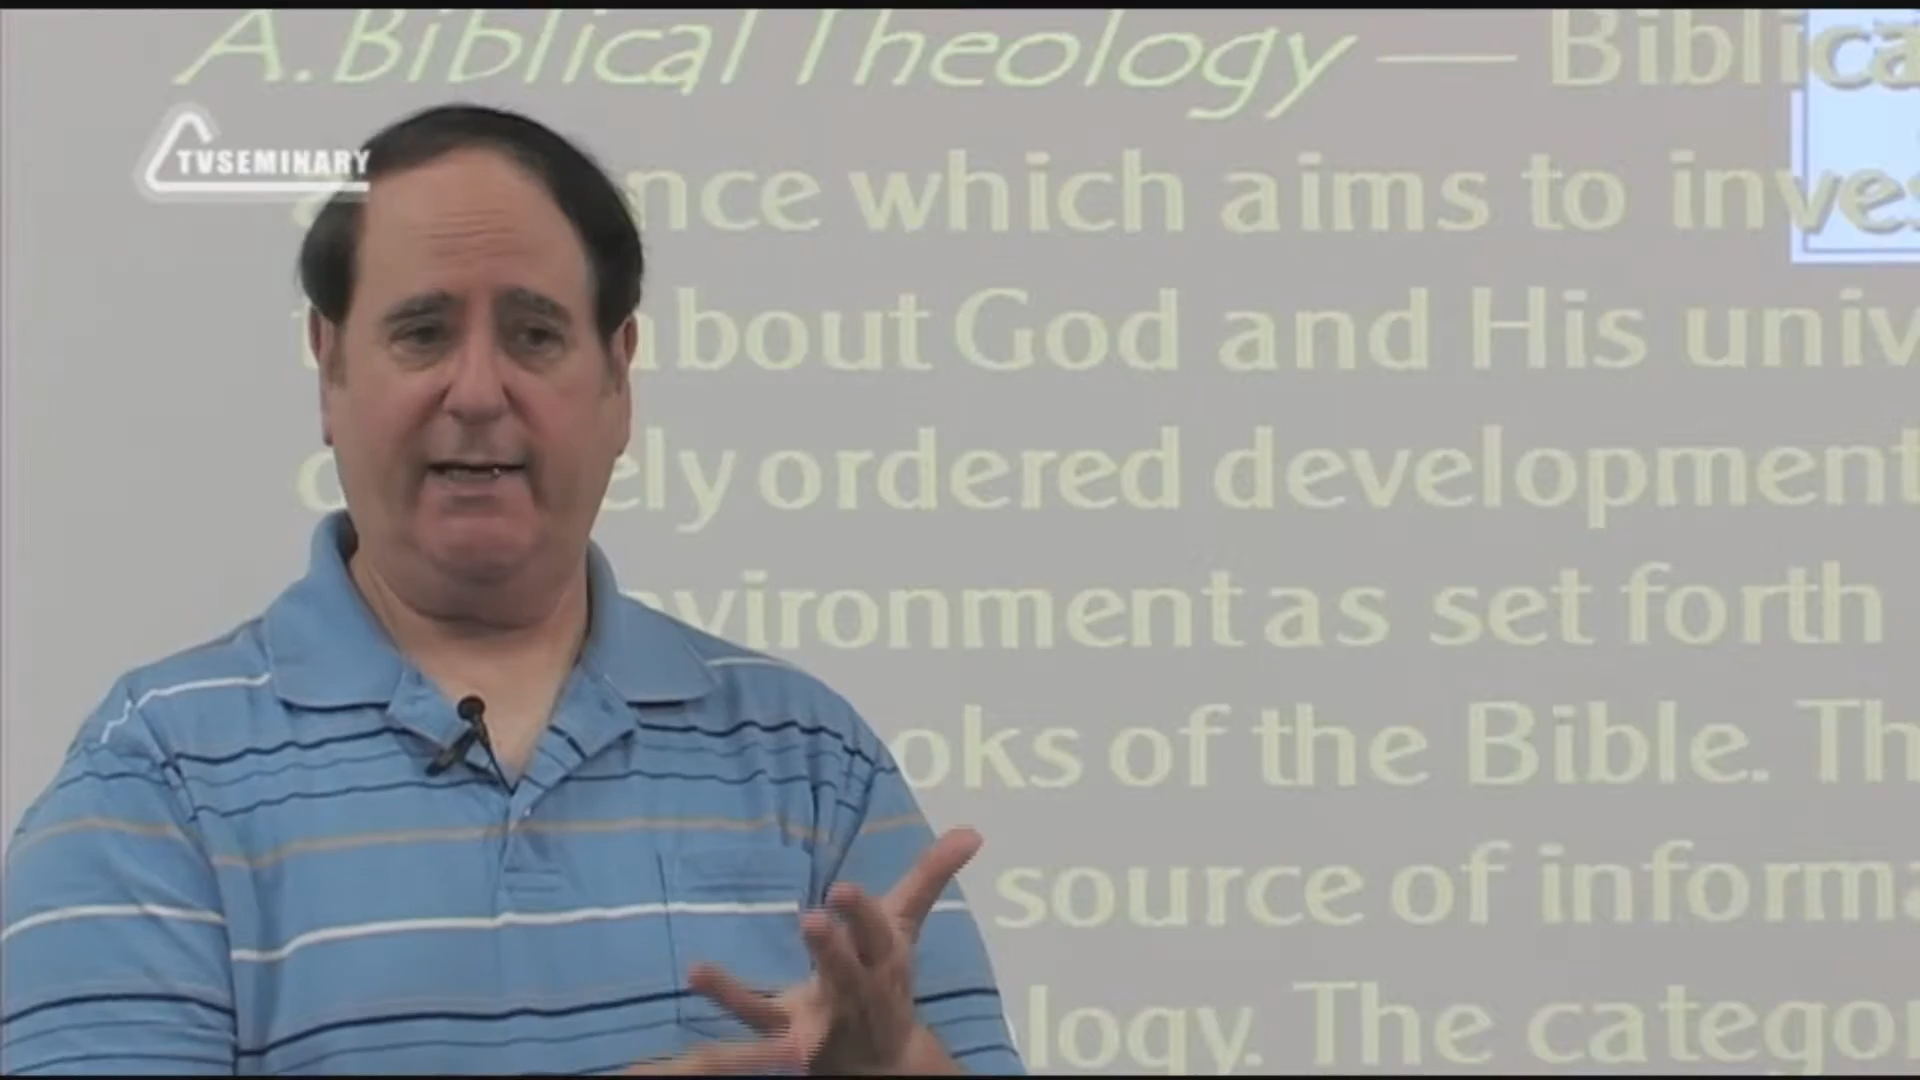 A. Biblical Theology — Biblica
TVSEMINARY
nce which aims to inves
about God and His univ
ely ordered development
vironment as set forth
oks of the Bible. Th
source of informa
logy. The categor